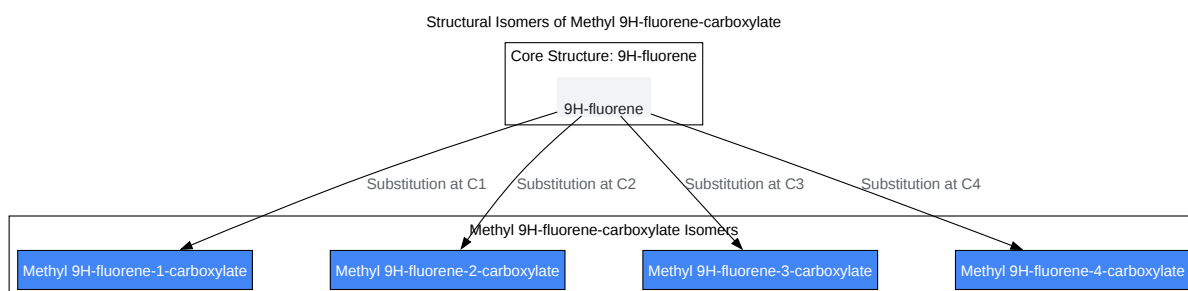 Structural Isomers of Methyl 9H-fluorene-carboxylate
Core Structure: 9H-fluorene
9H-fluorene
Substitution at C1
Substitution at C2
Substitution at C3
Substitution at C4
Methyl 9H-fluorene-carboxylate Isomers
Methyl 9H-fluorene-1-carboxylate
Methyl 9H-fluorene-2-carboxylate
Methyl 9H-fluorene-3-carboxylate
Methyl 9H-fluorene-4-carboxylate